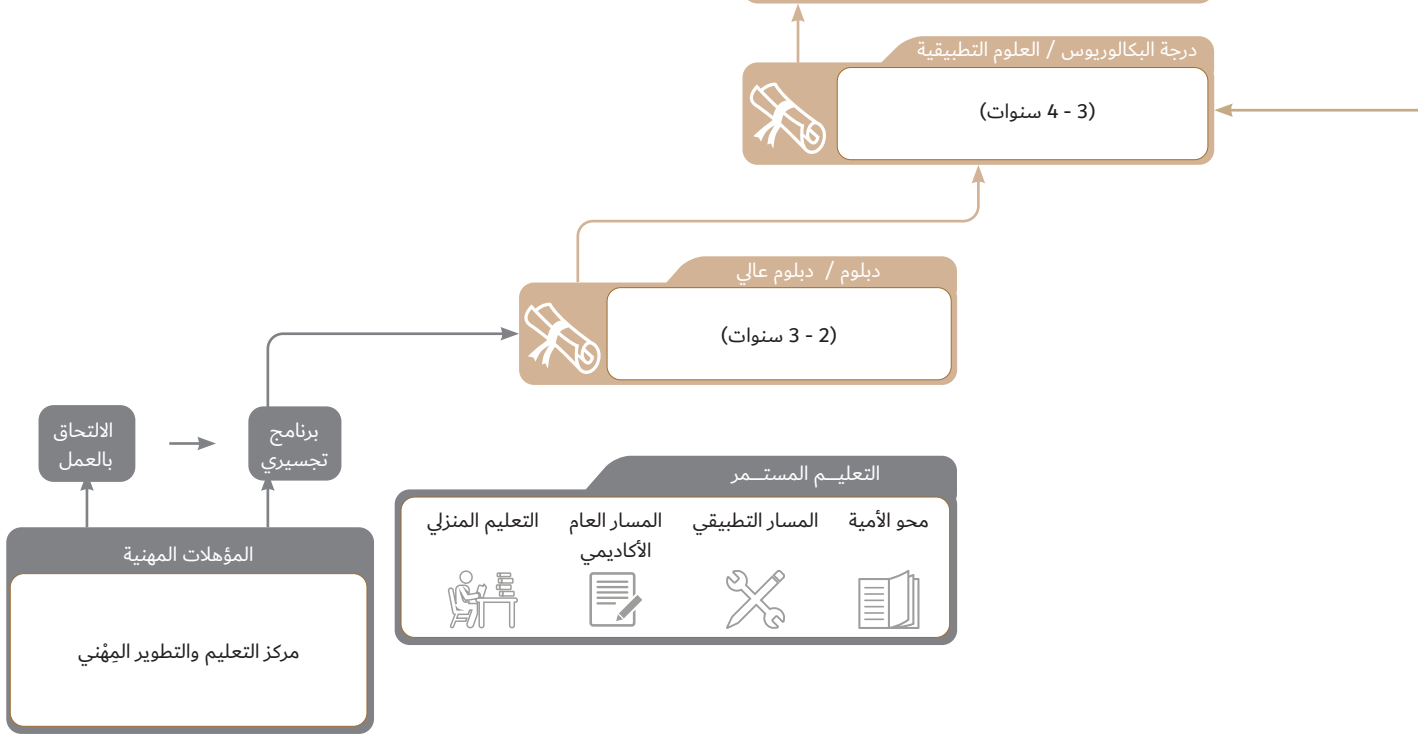 درجة البكالوريوس / العلوم التطبيقية
(3 - 4 سنوات)
دبلوم / دبلوم عالي
(2 - 3 سنوات)
برنامج
تجسيري
الالتحاق
بالعمل
التعليــم المستــمر
محو الأمية
المسار التطبيقي
المسار العام
الأكاديمي
التعليم المنزلي
المؤهلات المهنية
مركز التعليم والتطوير المِهْني